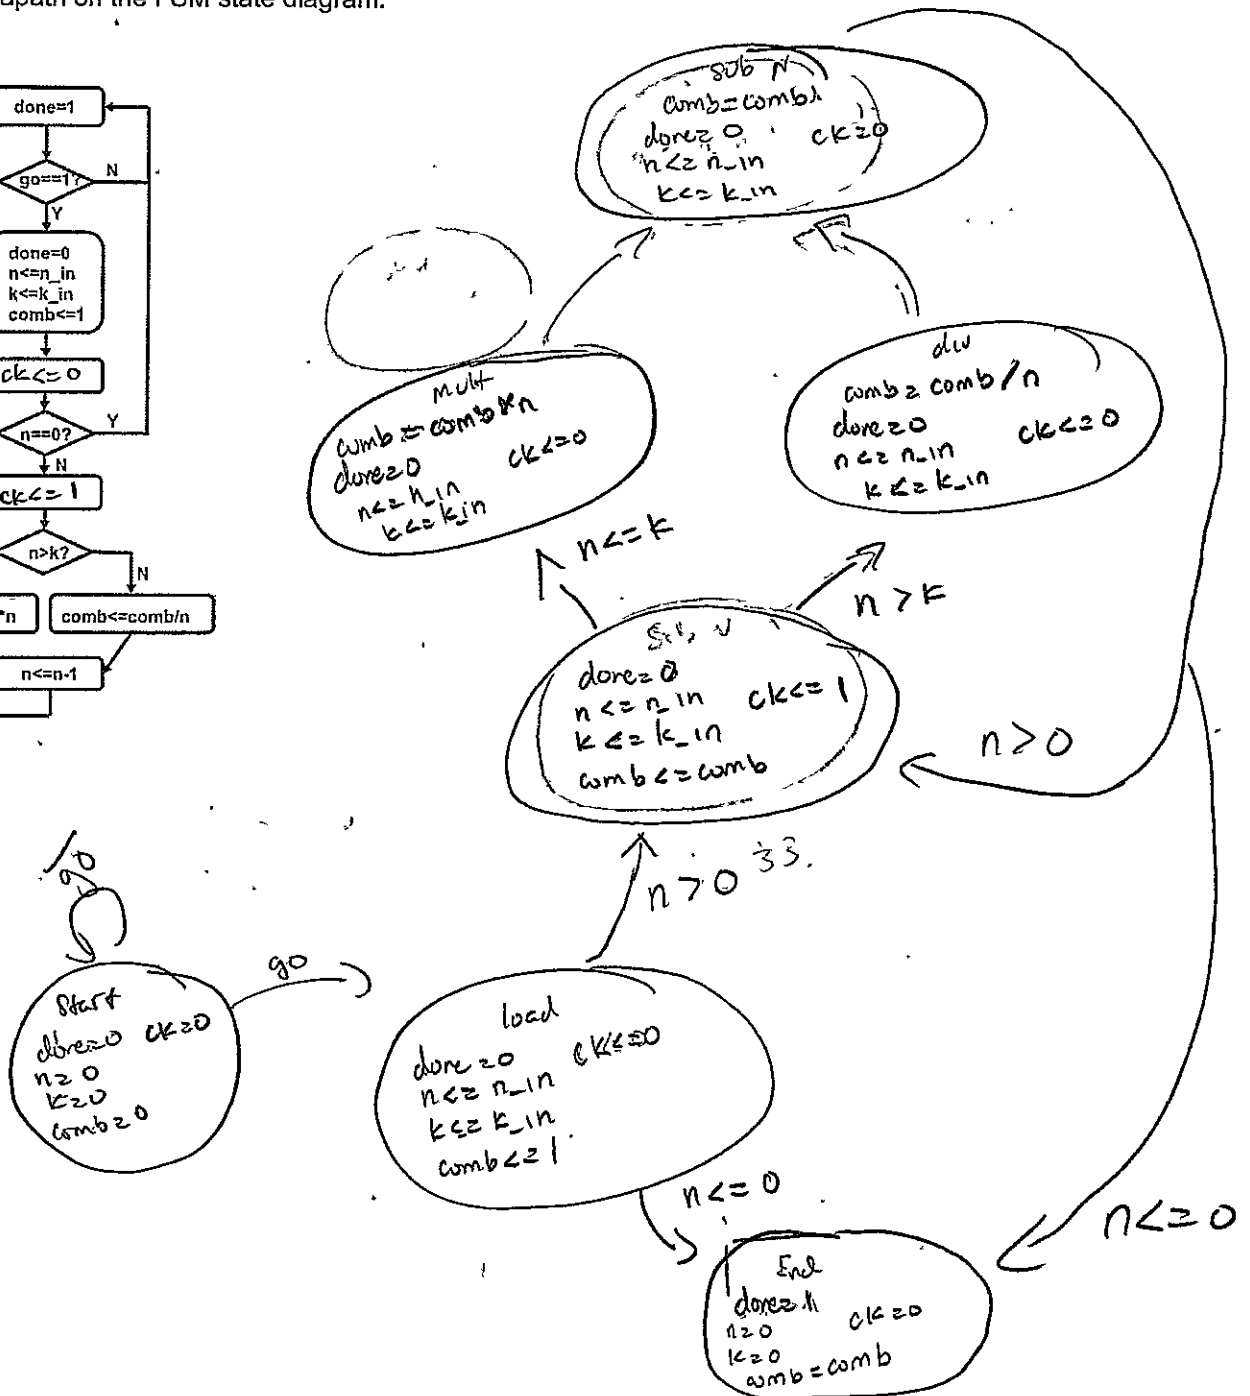 on the FSM state diagram.
done=1
go==1?
N
Y
done=0
n<=n_in
k<=k_in
comb<=1
ck<=0
n==0?
Y
N
ck<=1
n>k?
N
*n
comb<=comb/n
n<=n-1
Sub N
comb=comb
done=0 ck=0
n<=n_in
k<=k_in
mult
comb=comb*n
done=0 ck<=0
n<=n_in
k<=k_in
div
comb=comb/n
done=0 ck<=0
n<=n_in
k<=k_in
n<=k
n>k
done=0
n<=n_in ck<=1
k<=k_in
comb<=comb
n>0
n>0
/go
go
Start
done=0 ck=0
n=0
k=0
comb=0
load
done=0 ck<=0
n<=n_in
k<=k_in
comb<=1
n<=0
n<=0
End
done=1
n=0 ck=0
k=0
comb=comb